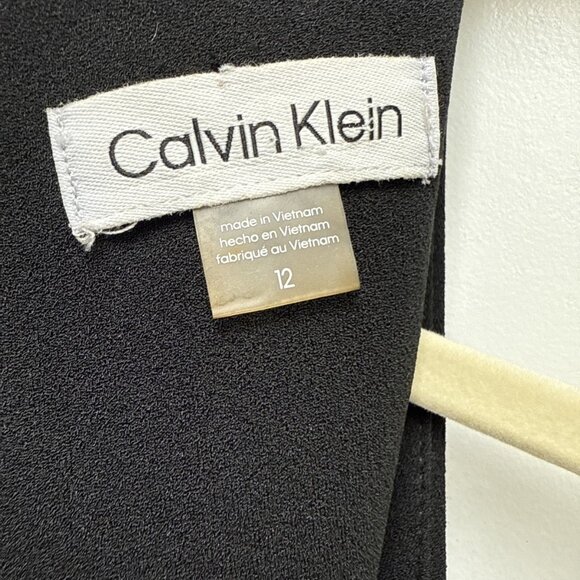 Calvin Klein
made in Vietnam
hecho en Vietnam
fabriqué au Vietnam
12